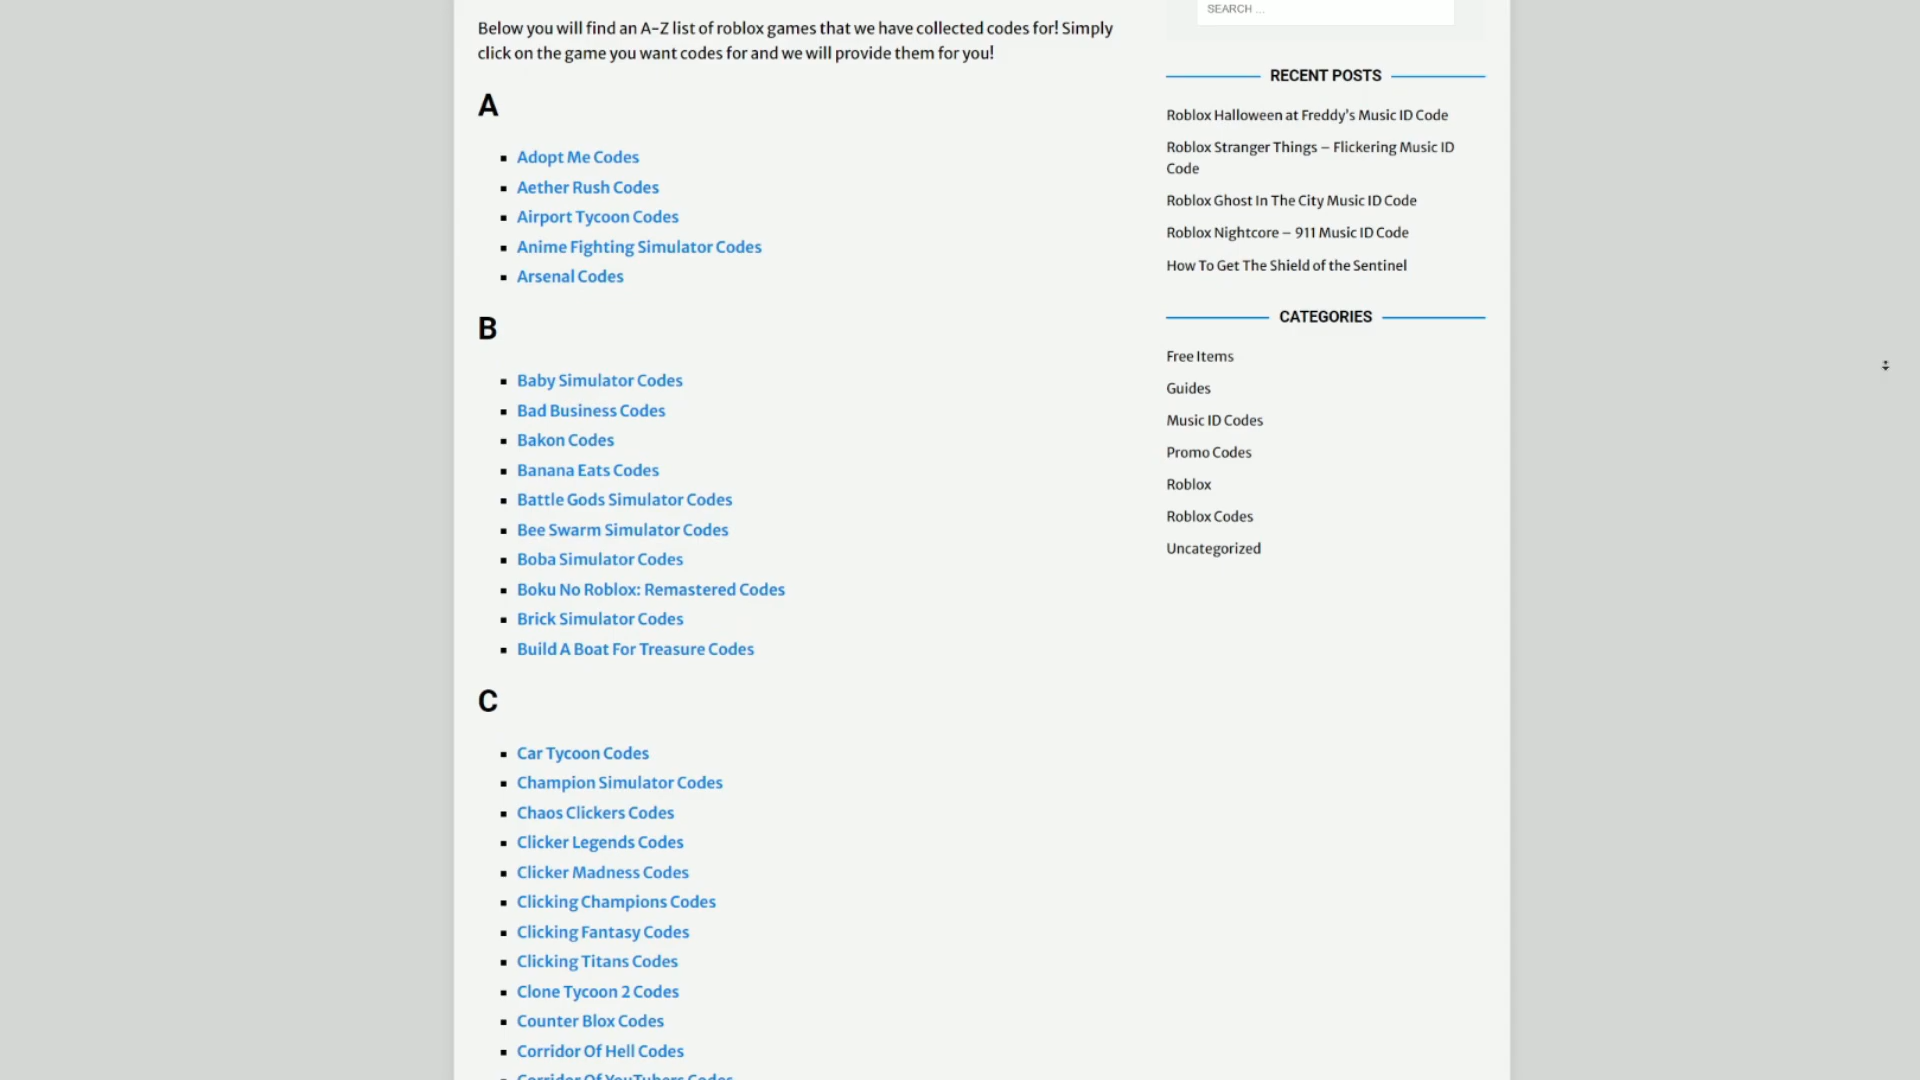 Below you will find an A-Z list of roblox games that we have collected codes for! Simply
click on the game you want codes for and we will provide them for you!
A
Adopt Me Codes
Aether Rush Codes
Airport Tycoon Codes
Anime Fighting Simulator Codes
Arsenal Codes
B
Baby Simulator Codes
Bad Business Codes
Bakon Codes
Banana Eats Codes
Battle Gods Simulator Codes
Bee Swarm Simulator Codes
Boba Simulator Codes
Boku No Roblox: Remastered Codes
Brick Simulator Codes
Build A Boat For Treasure Codes
C
Car Tycoon Codes
Champion Simulator Codes
Chaos Clickers Codes
Clicker Legends Codes
Clicker Madness Codes
Clicking Champions Codes
Clicking Fantasy Codes
Clicking Titans Codes
Clone Tycoon 2 Codes
Counter Blox Codes
Corridor Of Hell Codes
Corridor Of YouTubers Codes
SEARCH ...
RECENT POSTS
Roblox Halloween at Freddy's Music ID Code
Roblox Stranger Things – Flickering Music ID
Code
Roblox Ghost In The City Music ID Code
Roblox Nightcore – 911 Music ID Code
How To Get The Shield of the Sentinel
CATEGORIES
Free Items
Guides
Music ID Codes
Promo Codes
Roblox
Roblox Codes
Uncategorized